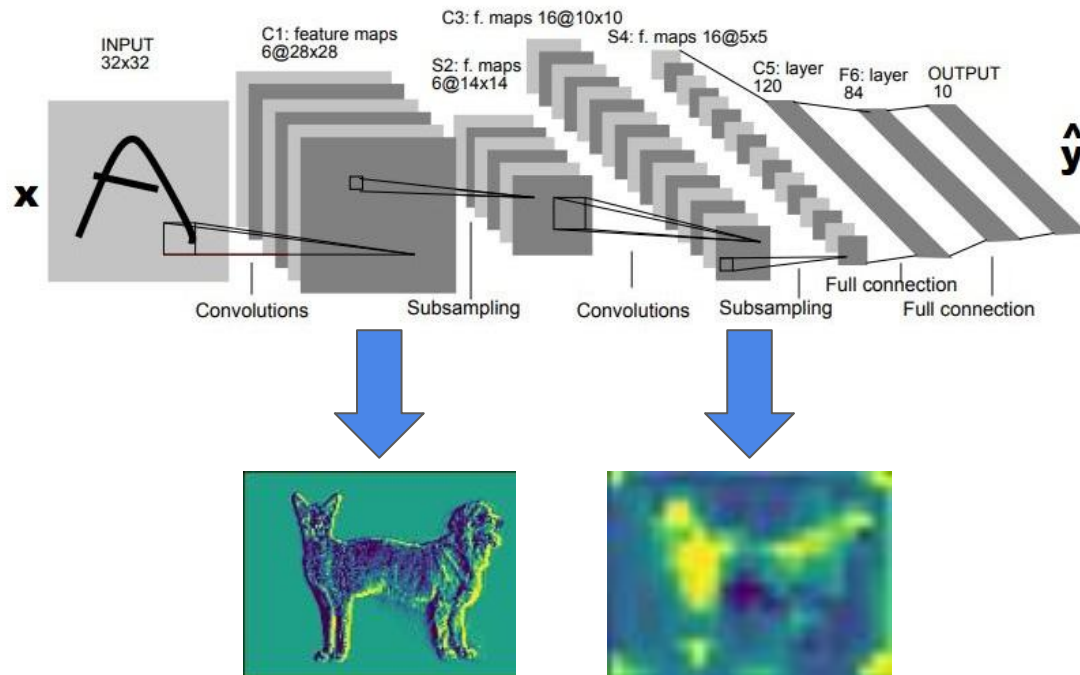 INPUT
32x32
C1: feature maps
6@28x28
S2: f. maps
6@14x14
C3: f. maps 16@10x10
S4: f. maps 16@5x5
C5: layer
120
F6: layer
84
OUTPUT
10
x
ŷ
Convolutions
Subsampling
Convolutions
Subsampling
Full connection
Full connection